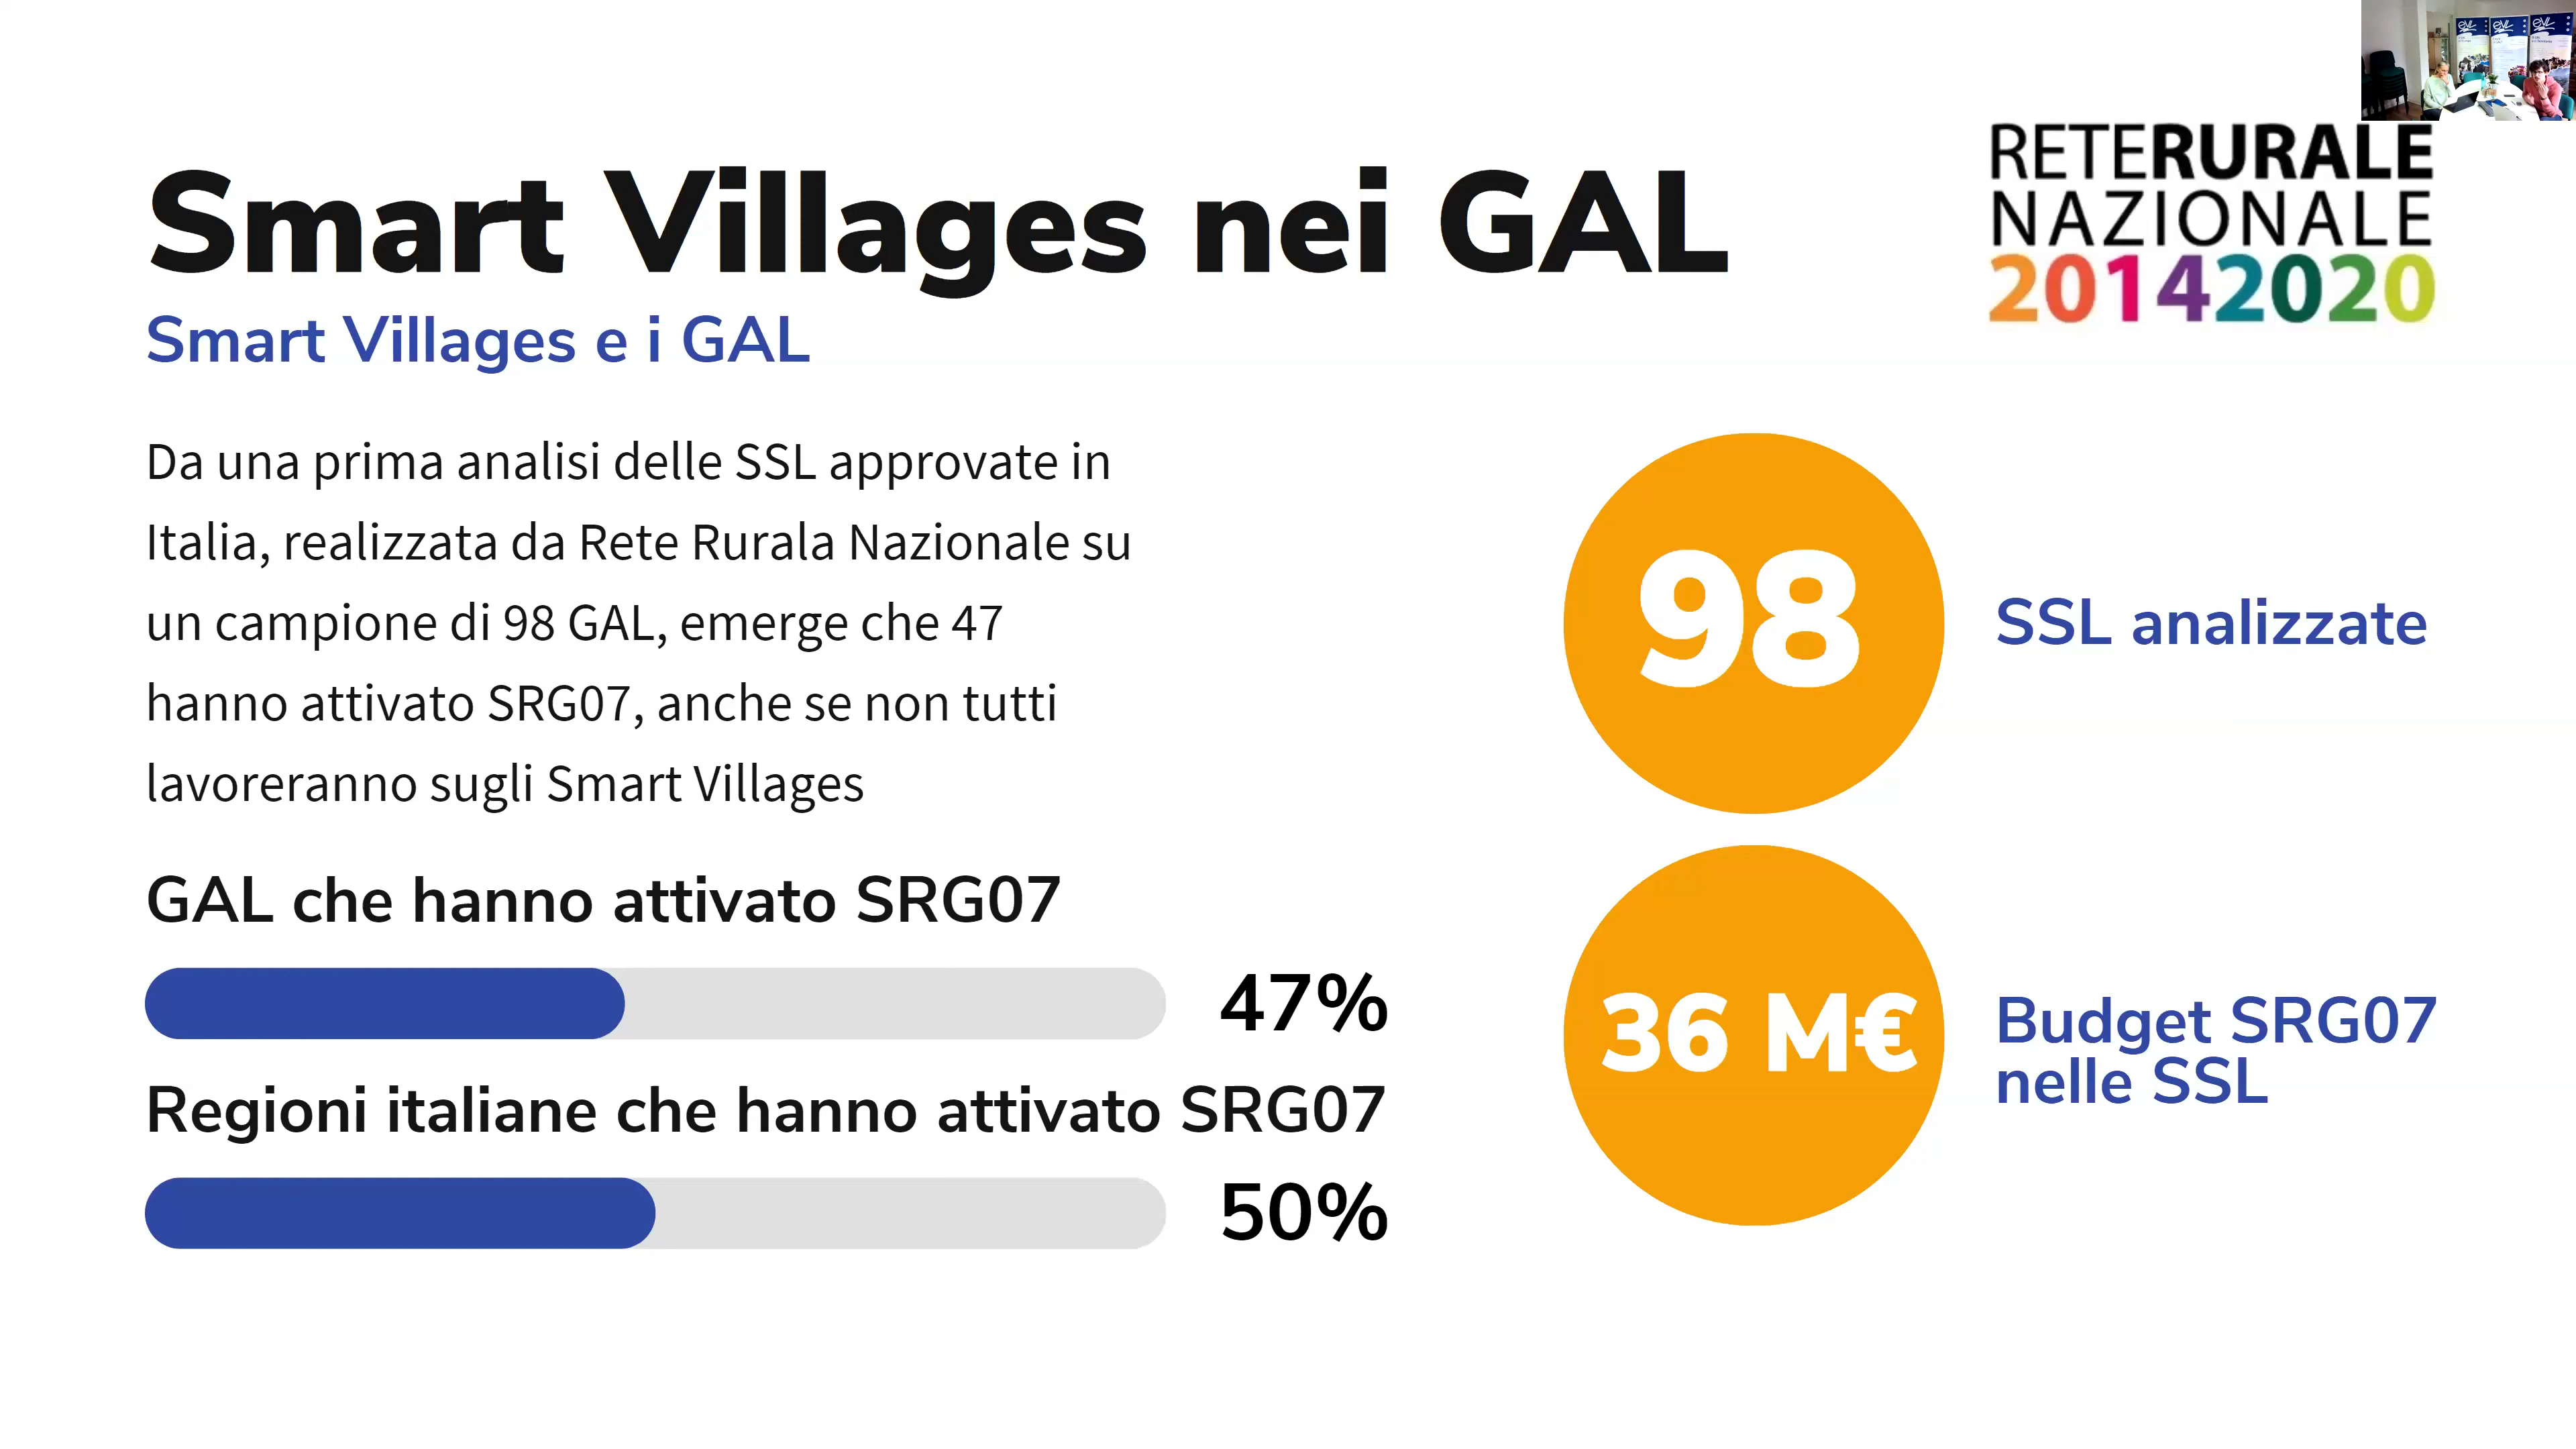 Smart Villages nei GAL
RETERURALE
NAZIONALE
20142020
Smart Villages e i GAL
Da una prima analisi delle SSL approvate in
Italia, realizzata da Rete Rurala Nazionale su
un campione di 98 GAL, emerge che 47
hanno attivato SRG07, anche se non tutti
lavoreranno sugli Smart Villages
98
SSL analizzate
GAL che hanno attivato SRG07
47%
36 M€
Budget SRG07
nelle SSL
Regioni italiane che hanno attivato SRG07
50%